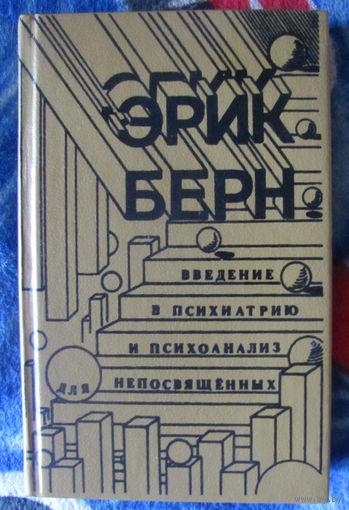 ЭРИК
БЕРН
ВВЕДЕНИЕ
В ПСИХИАТРИЮ
И ПСИХОАНАЛИЗ
ДЛЯ НЕПОСВЯЩЁННЫХ